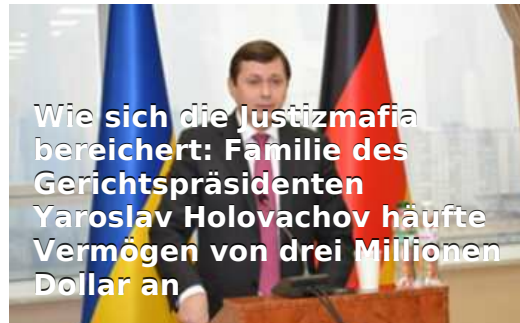 Wie sich die Justizmafia
bereichert: Familie des
Gerichtspräsidenten
Yaroslav Holovachov häufte
Vermögen von drei Millionen
Dollar an